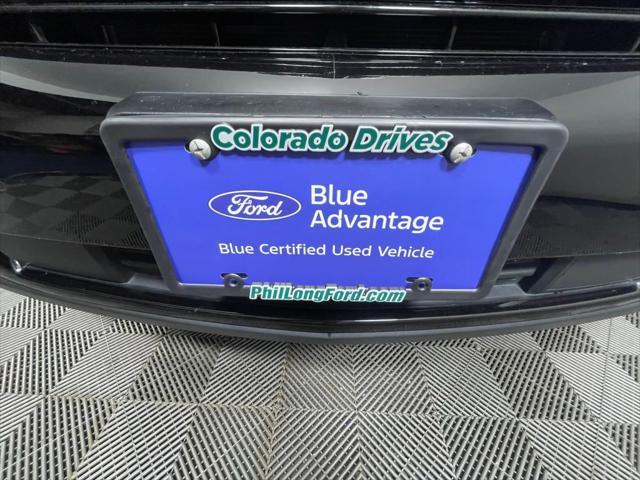 Colorado Drives
Ford
Blue
Advantage
Blue Certified Used Vehicle
PhilLongFord.com